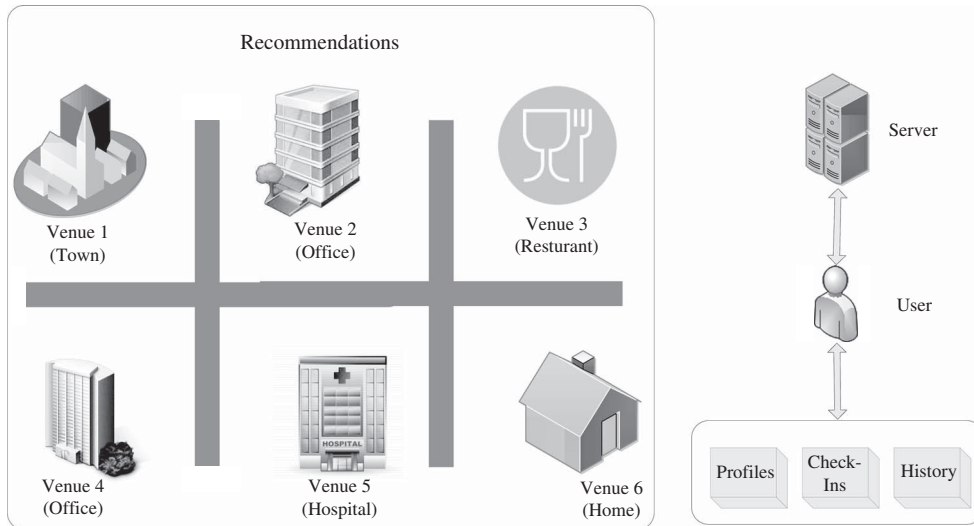 Recommendations
Venue 1
(Town)
Venue 2
(Office)
Venue 3
(Resturant)
Venue 4
(Office)
HOSPITAL
Venue 5
(Hospital)
Venue 6
(Home)
Server
User
Profiles
Check-
Ins
History